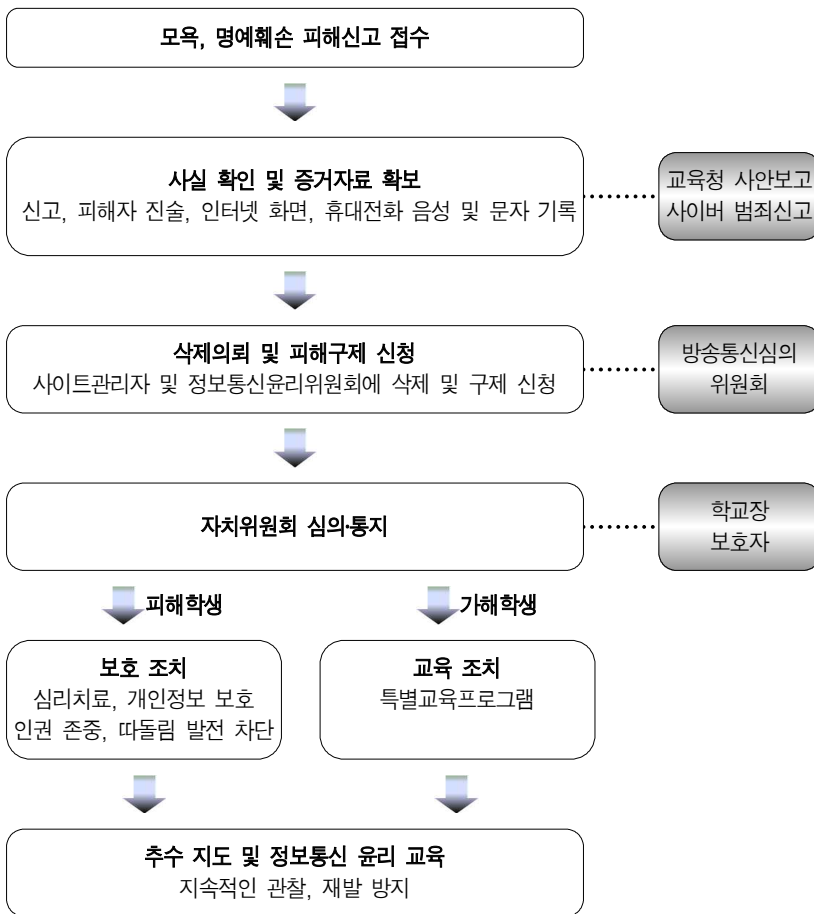 모욕, 명예훼손 피해신고 접수
사실 확인 및 증거자료 확보
신고, 피해자 진술, 인터넷 화면, 휴대전화 음성 및 문자 기록
교육청 사안보고
사이버 범죄신고
삭제의뢰 및 피해구제 신청
사이트관리자 및 정보통신윤리위원회에 삭제 및 구제 신청
방송통신심의
위원회
자치위원회 심의·통지
학교장
보호자
피해학생
가해학생
보호 조치
심리치료, 개인정보 보호
인권 존중, 따돌림 발전 차단
교육 조치
특별교육프로그램
추수 지도 및 정보통신 윤리 교육
지속적인 관찰, 재발 방지